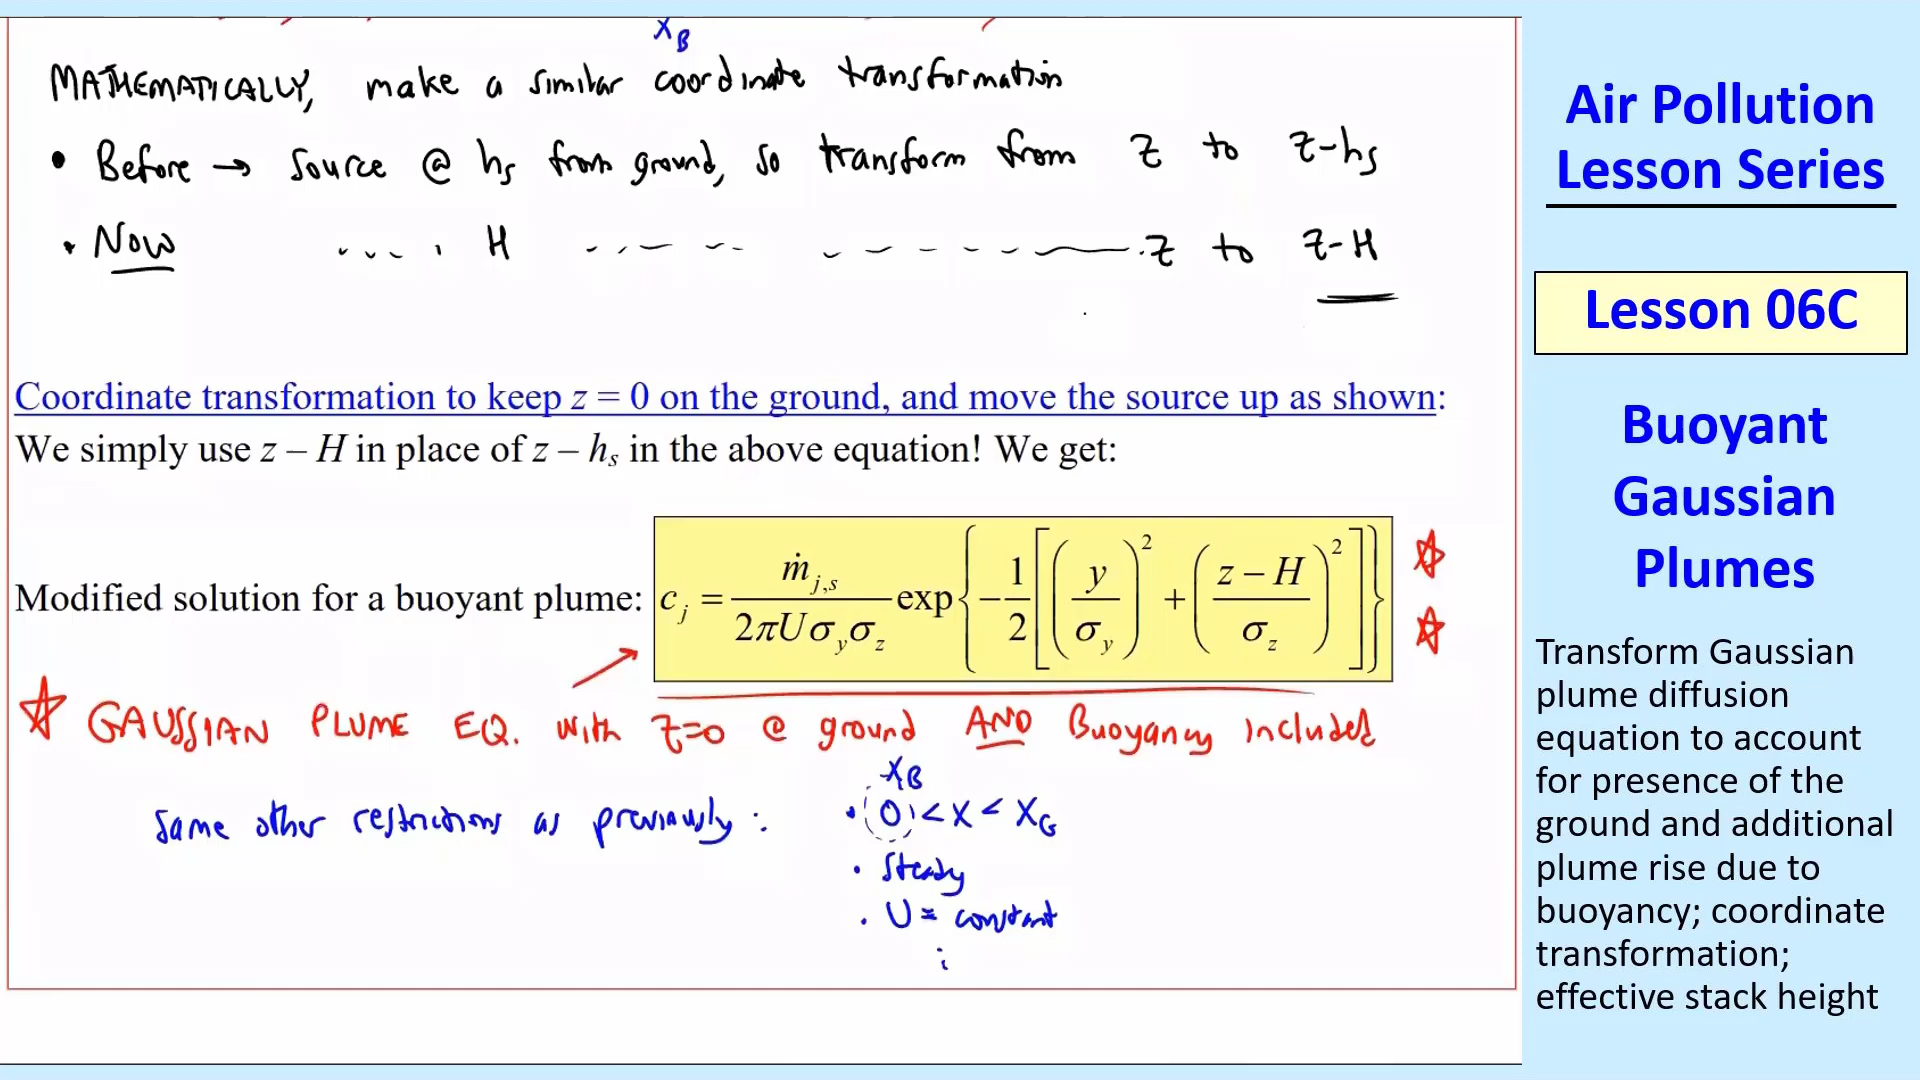 x_B
MATHEMATICALLY, make a similar coordinate transformation
• Before → source @ h_s from ground, so transform from z to z-h_s
• Now .... H z to z-H
Coordinate transformation to keep z = 0 on the ground, and move the source up as shown:
We simply use z – H in place of z – h_s in the above equation! We get:
Modified solution for a buoyant plume: c_j = ṁ_{j,s} / (2πUσ_yσ_z) exp{−1/2[(y/σ_y)^2 + ((z − H)/σ_z)^2]}
GAUSSIAN PLUME EQ. with z=0 @ ground AND Buoyancy included
x_B
same other restrictions as previously: • 0 < x < x_G
• steady
• U = constant
Air Pollution
Lesson Series
Lesson 06C
Buoyant
Gaussian
Plumes
Transform Gaussian
plume diffusion
equation to account
for presence of the
ground and additional
plume rise due to
buoyancy; coordinate
transformation;
effective stack height